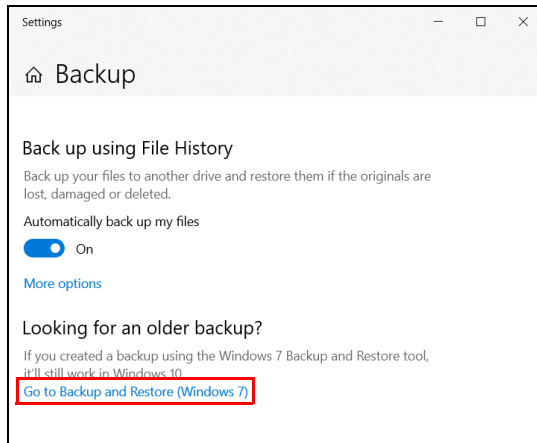 Settings
Backup
Back up using File History
Back up your files to another drive and restore them if the originals are
lost, damaged or deleted.
Automatically back up my files
On
More options
Looking for an older backup?
If you created a backup using the Windows 7 Backup and Restore tool,
it'll still work in Windows 10.
Go to Backup and Restore (Windows 7)